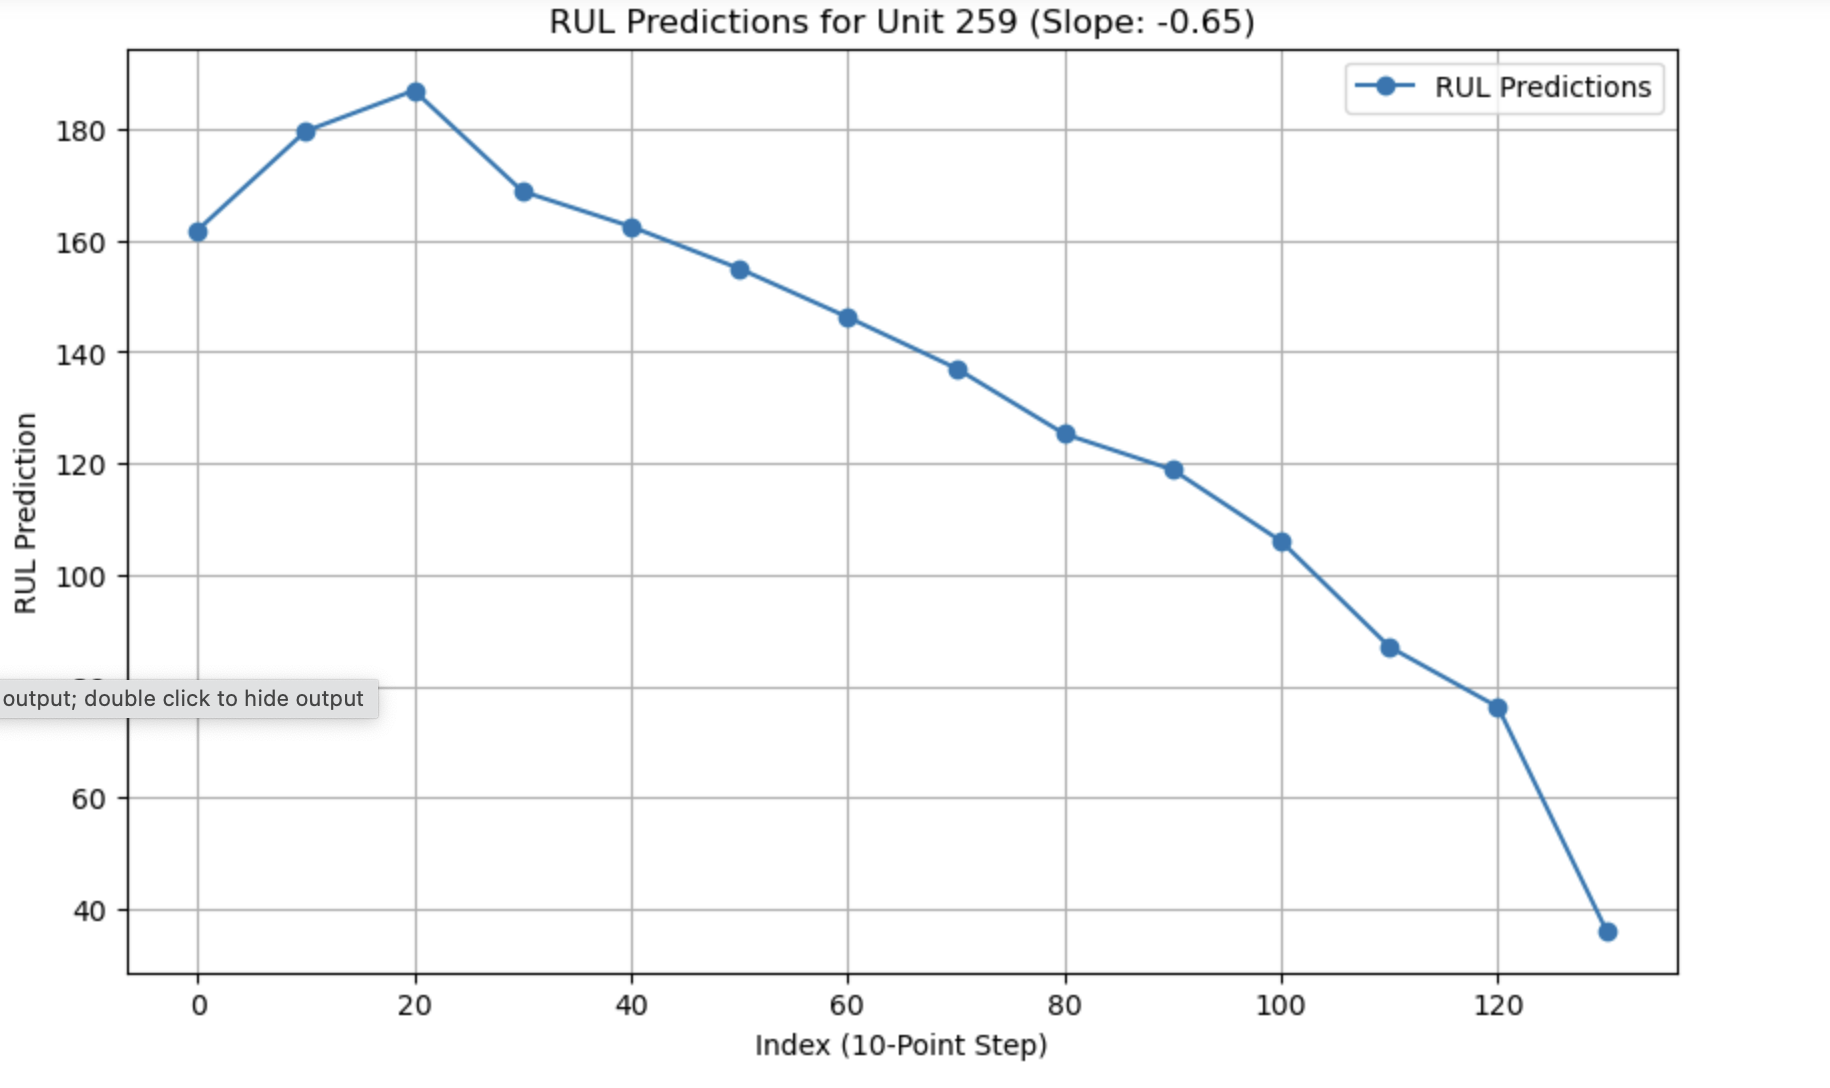 RUL Predictions for Unit 259 (Slope: -0.65)
RUL Predictions
180
160
140
120
100
60
40
RUL Prediction
output; double click to hide output
0 20 40 60 80 100 120
Index (10-Point Step)